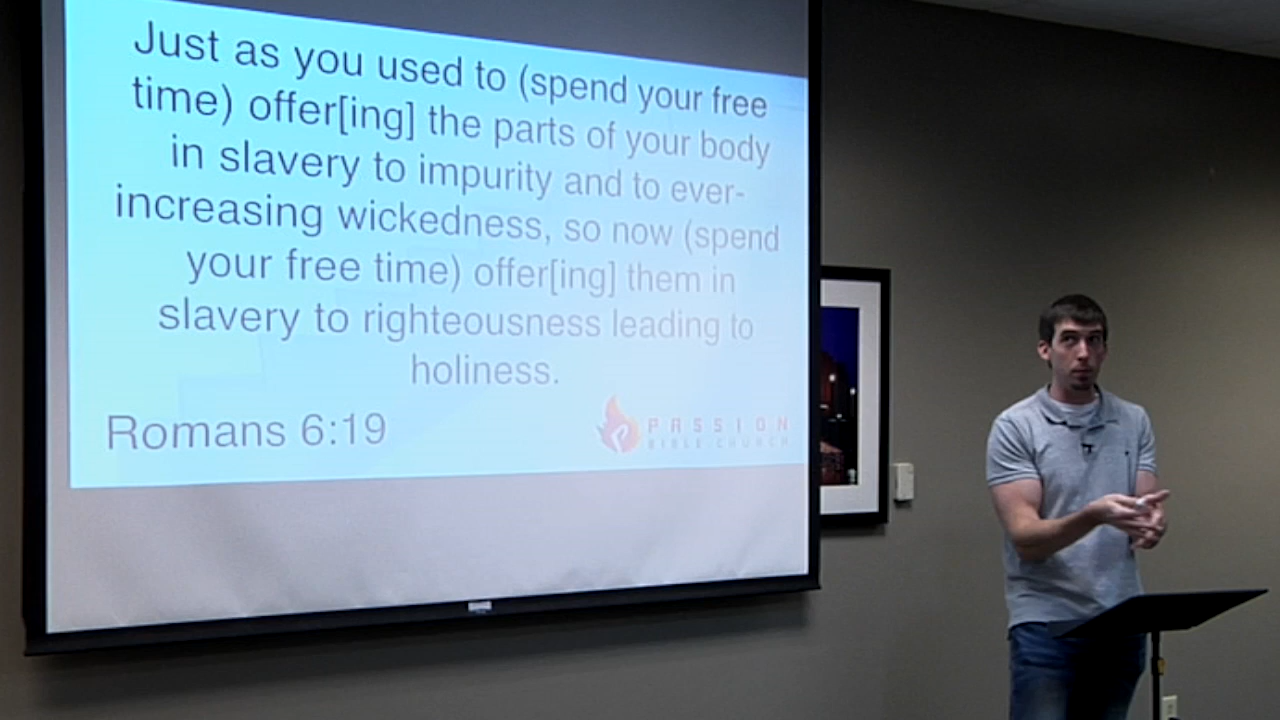 Just as you used to (spend your free
time) offer[ing] the parts of your body
in slavery to impurity and to ever-
increasing wickedness, so now (spend
your free time) offer[ing] them in
slavery to righteousness leading to
holiness.
Romans 6:19
PASSION
BIBLE CHURCH